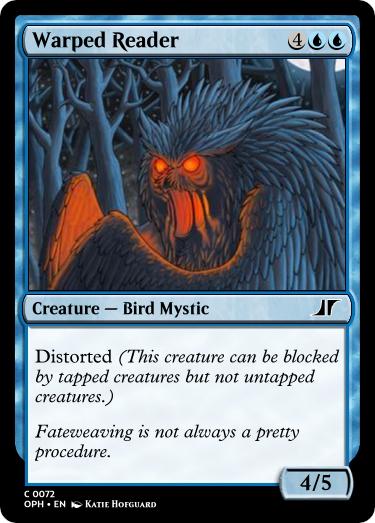 Warped Reader 4
Creature — Bird Mystic
Distorted (This creature can be blocked
by tapped creatures but not untapped
creatures.)
Fateweaving is not always a pretty
procedure.
4/5
C 0072
OPH • EN Katie Hofguard